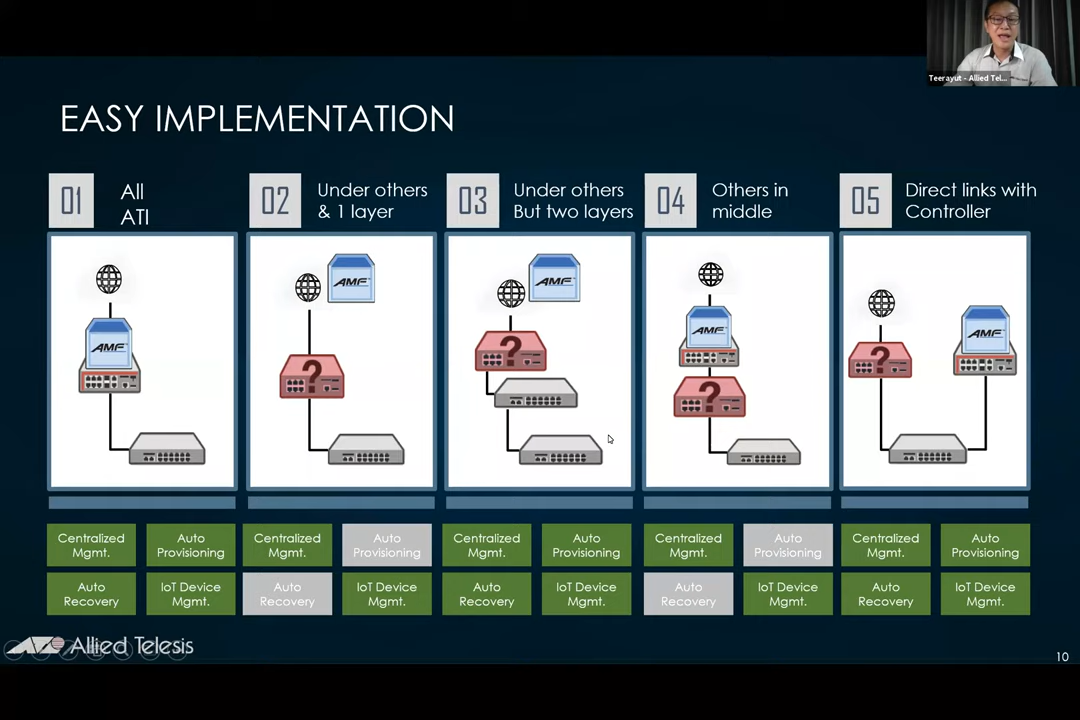 Teerayut - Allied Tel...
EASY IMPLEMENTATION
01
All
ATI
02
Under others
& 1 layer
03
Under others
But two layers
04
Others in
middle
05
Direct links with
Controller
AMF
AMF
AMF
AMF
AMF
?
?
?
?
Centralized
Mgmt.
Auto
Provisioning
Auto
Recovery
IoT Device
Mgmt.
Centralized
Mgmt.
Auto
Provisioning
Auto
Recovery
IoT Device
Mgmt.
Centralized
Mgmt.
Auto
Provisioning
Auto
Recovery
IoT Device
Mgmt.
Centralized
Mgmt.
Auto
Provisioning
Auto
Recovery
IoT Device
Mgmt.
Centralized
Mgmt.
Auto
Provisioning
Auto
Recovery
IoT Device
Mgmt.
Allied Telesis
10